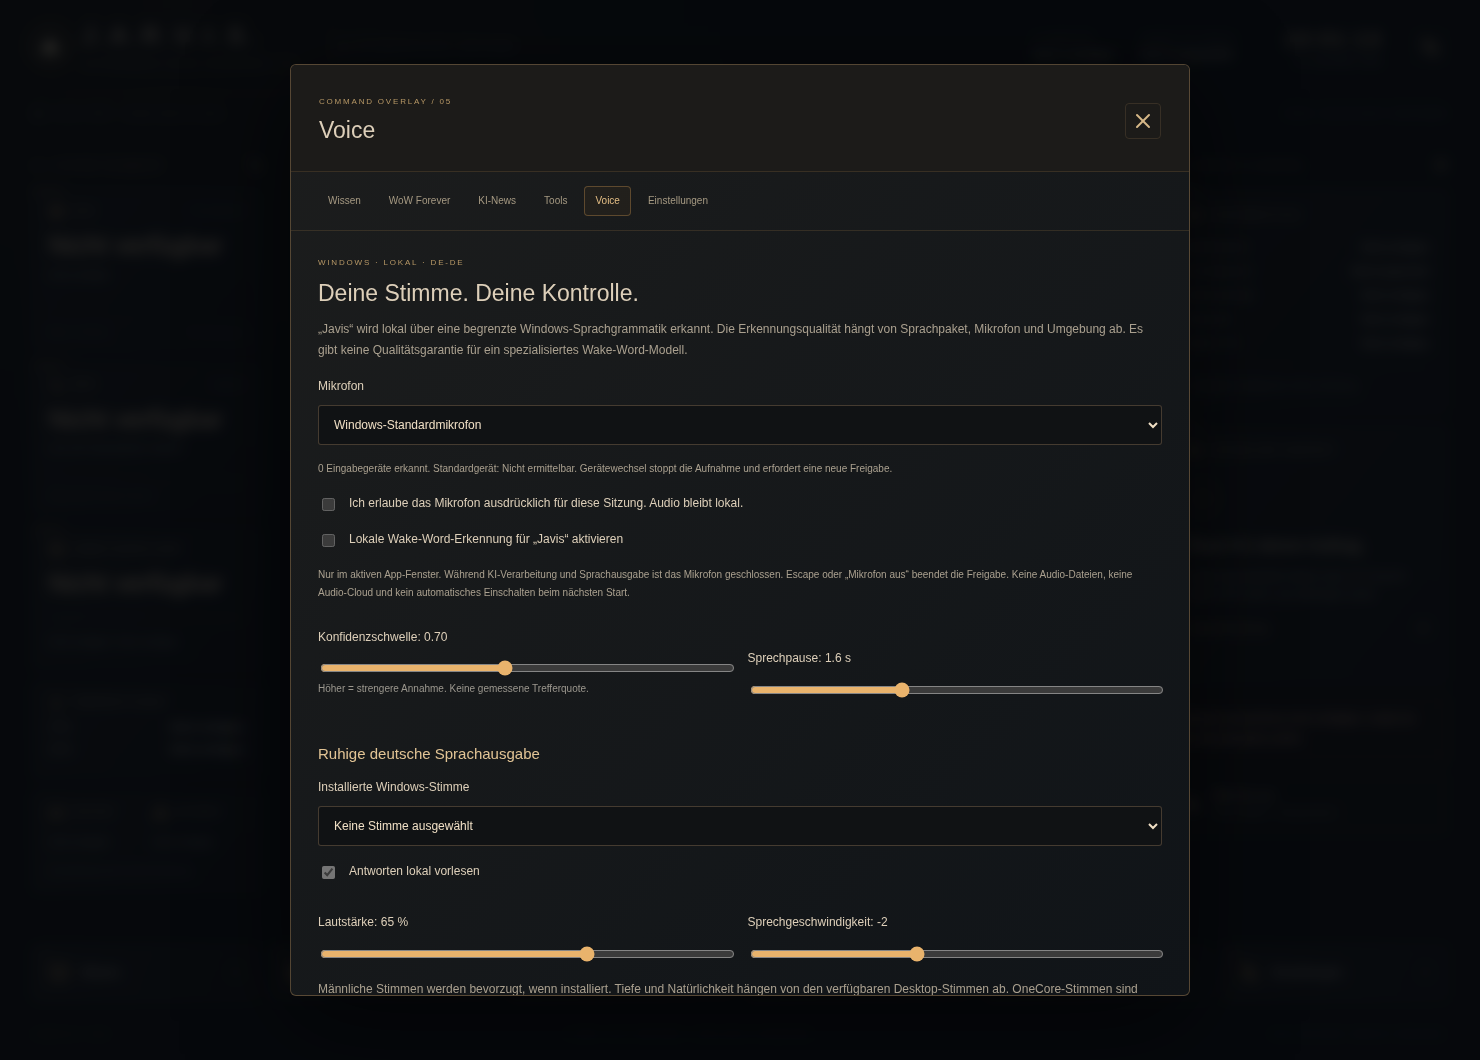 COMMAND OVERLAY / 05
Voice
Wissen
WoW Forever
KI-News
Tools
Voice
Einstellungen
WINDOWS · LOKAL · DE-DE
Deine Stimme. Deine Kontrolle.
„Javis“ wird lokal über eine begrenzte Windows-Sprachgrammatik erkannt. Die Erkennungsqualität hängt von Sprachpaket, Mikrofon und Umgebung ab. Es
gibt keine Qualitätsgarantie für ein spezialisiertes Wake-Word-Modell.
Mikrofon
Windows-Standardmikrofon
0 Eingabegeräte erkannt. Standardgerät: Nicht ermittelbar. Gerätewechsel stoppt die Aufnahme und erfordert eine neue Freigabe.
Ich erlaube das Mikrofon ausdrücklich für diese Sitzung. Audio bleibt lokal.
Lokale Wake-Word-Erkennung für „Javis“ aktivieren
Nur im aktiven App-Fenster. Während KI-Verarbeitung und Sprachausgabe ist das Mikrofon geschlossen. Escape oder „Mikrofon aus“ beendet die Freigabe. Keine Audio-Dateien, keine
Audio-Cloud und kein automatisches Einschalten beim nächsten Start.
Konfidenzschwelle: 0.70
Sprechpause: 1.6 s
Höher = strengere Annahme. Keine gemessene Trefferquote.
Ruhige deutsche Sprachausgabe
Installierte Windows-Stimme
Keine Stimme ausgewählt
Antworten lokal vorlesen
Lautstärke: 65 %
Sprechgeschwindigkeit: -2
Männliche Stimmen werden bevorzugt, wenn installiert. Tiefe und Natürlichkeit hängen von den verfügbaren Desktop-Stimmen ab. OneCore-Stimmen sind